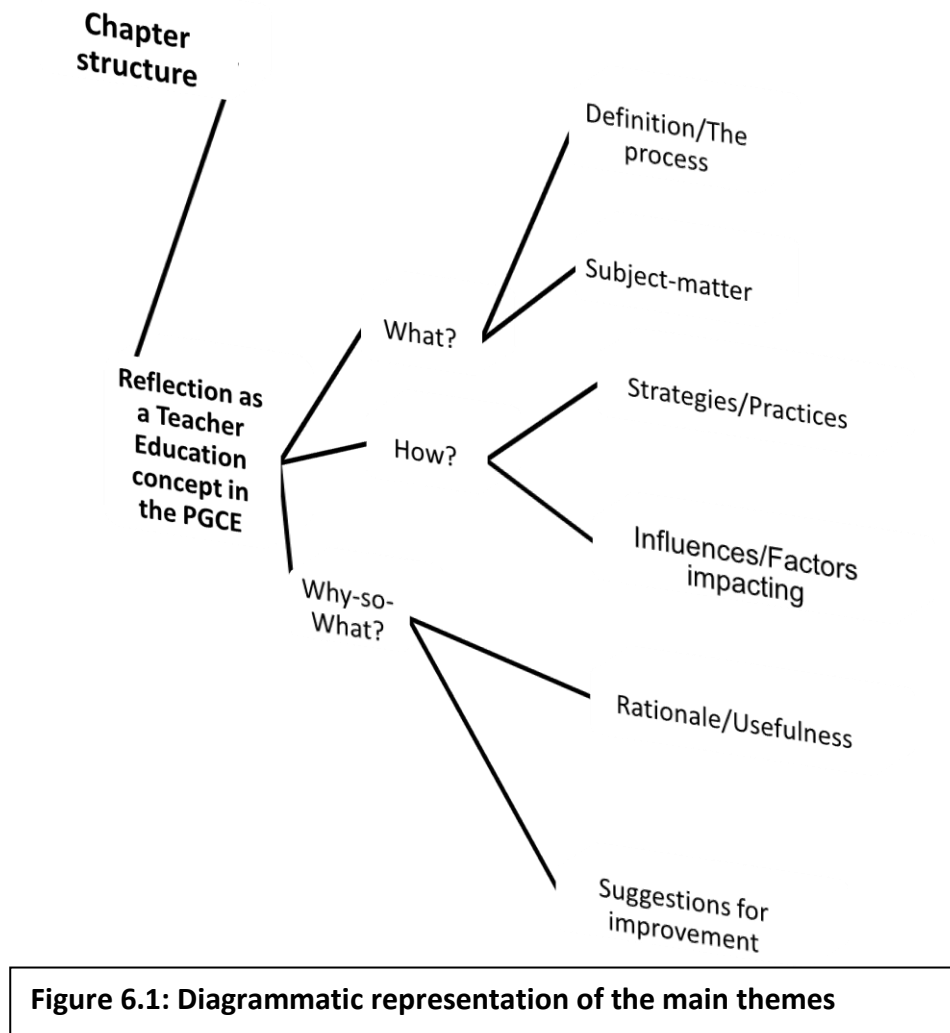 Chapter
structure
Reflection as
a Teacher
Education
concept in
the PGCE
What?
Definition/The
process
Subject-matter
How?
Strategies/Practices
Influences/Factors
impacting
Why-so-
What?
Rationale/Usefulness
Suggestions for
improvement
Figure 6.1: Diagrammatic representation of the main themes